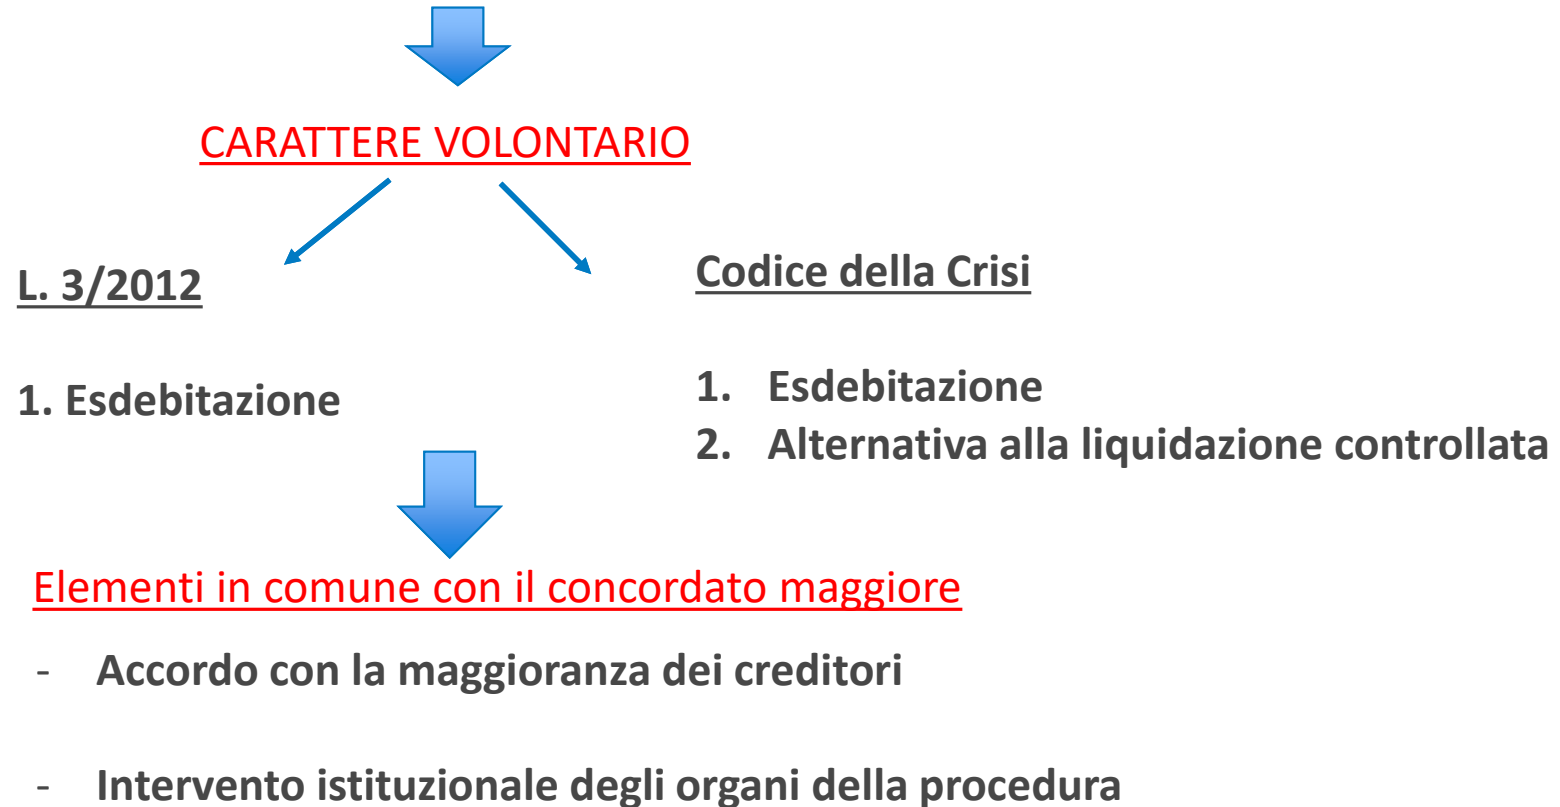 CARATTERE VOLONTARIO
L. 3/2012
1. Esdebitazione
Codice della Crisi
1. Esdebitazione
2. Alternativa alla liquidazione controllata
Elementi in comune con il concordato maggiore
- Accordo con la maggioranza dei creditori
- Intervento istituzionale degli organi della procedura